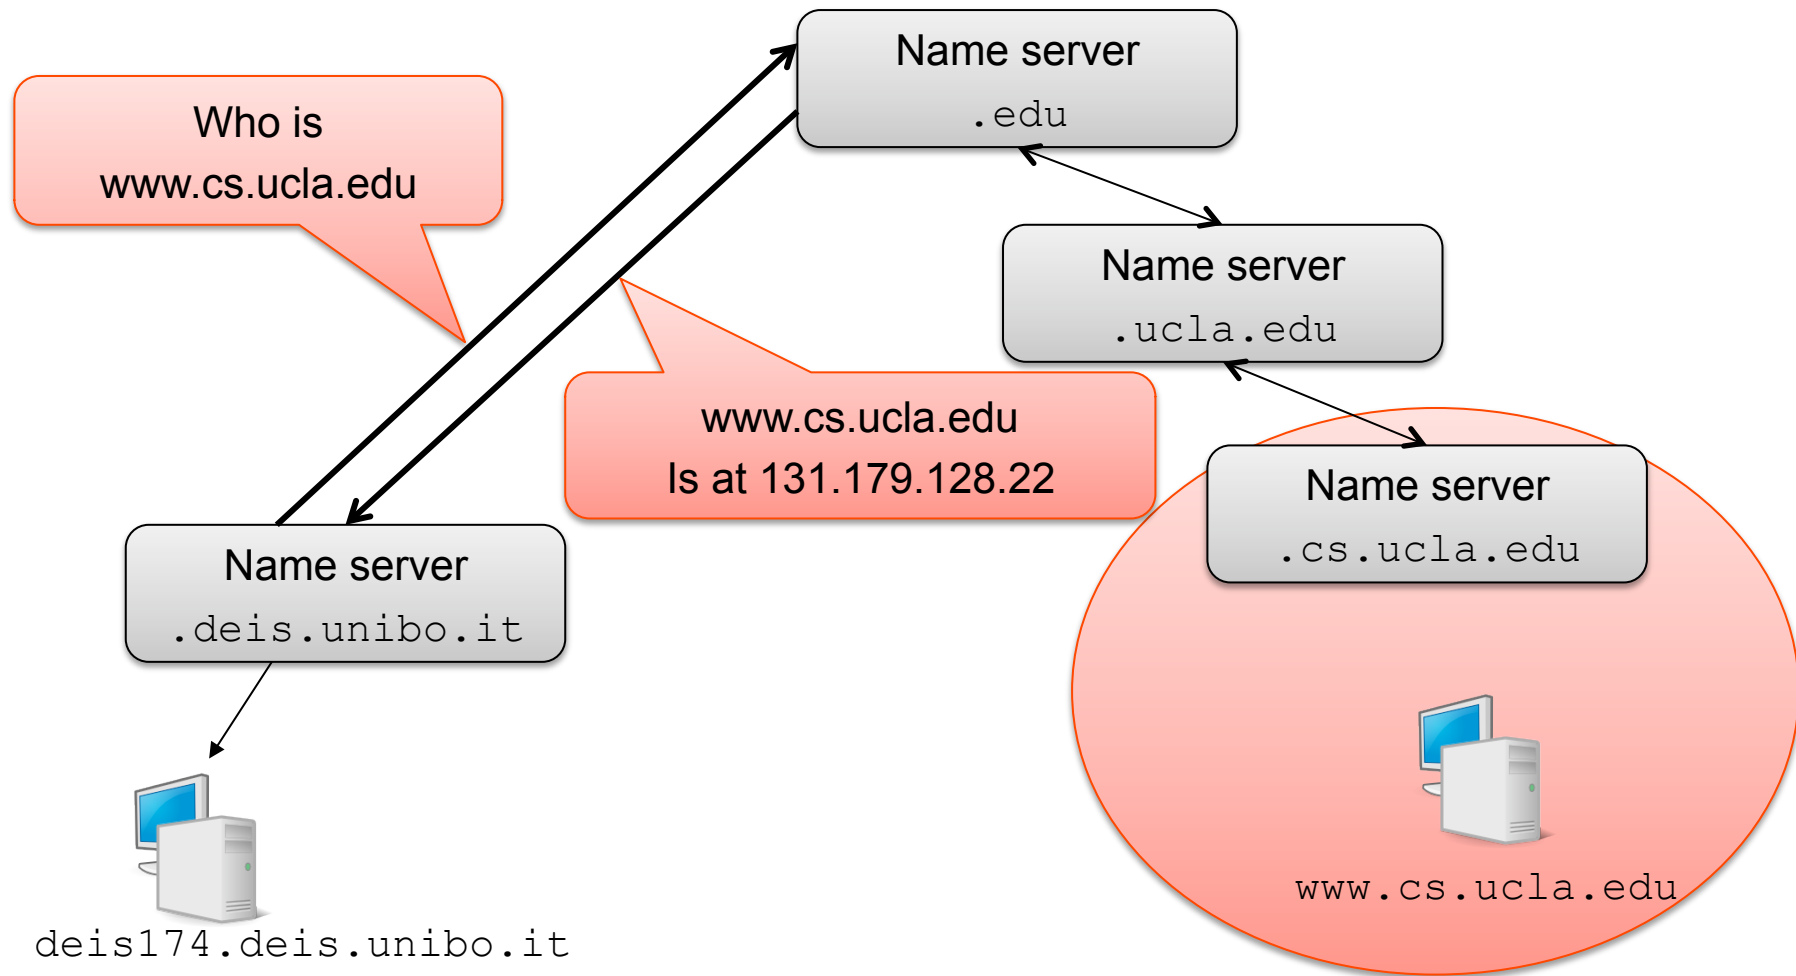 Name server
.edu
Who is
www.cs.ucla.edu
Name server
.ucla.edu
www.cs.ucla.edu
Is at 131.179.128.22
Name server
.cs.ucla.edu
Name server
.deis.unibo.it
www.cs.ucla.edu
deis174.deis.unibo.it